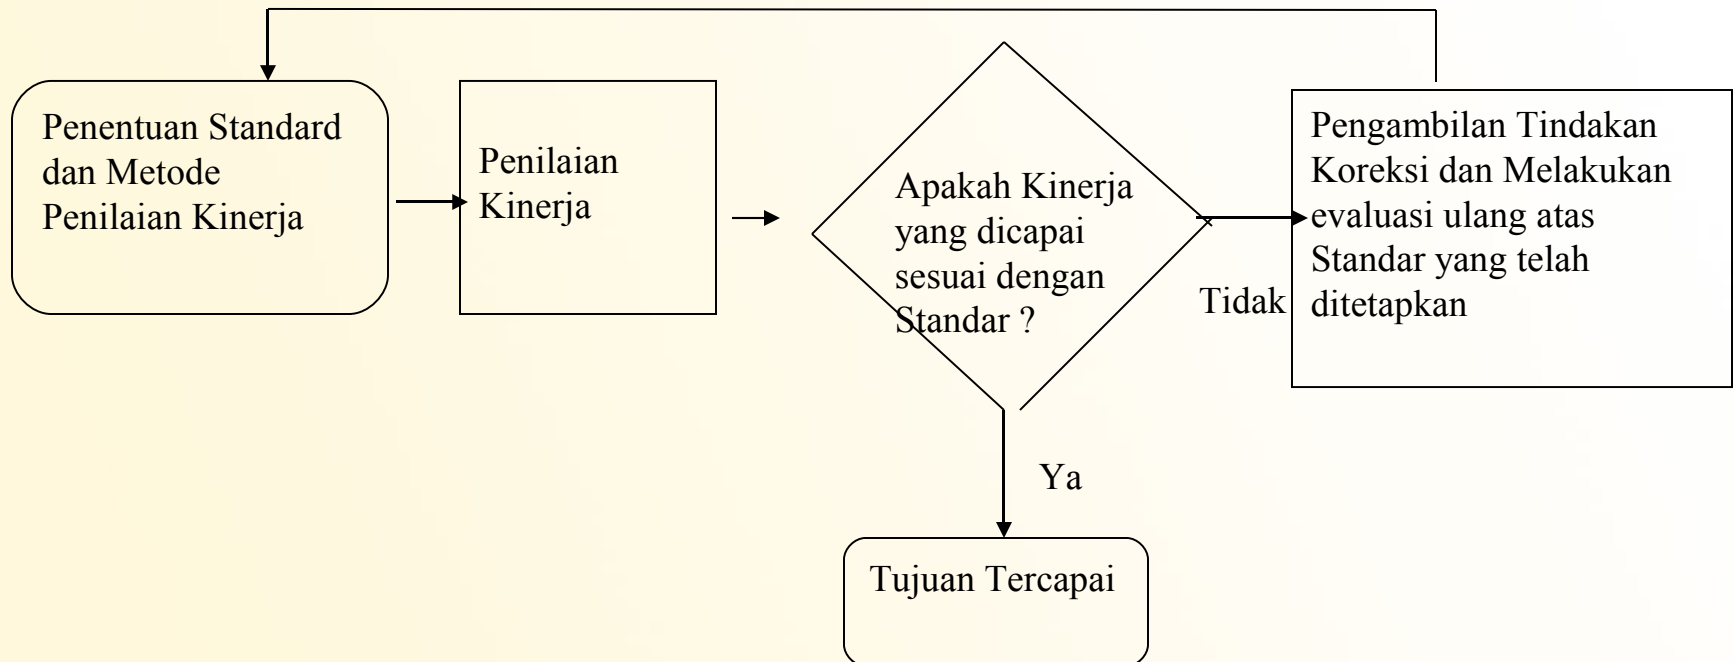 Penentuan Standard
dan Metode
Penilaian Kinerja
Penilaian
Kinerja
Apakah Kinerja
yang dicapai
sesuai dengan
Standar ?
Tidak
Pengambilan Tindakan
Koreksi dan Melakukan
evaluasi ulang atas
Standar yang telah
ditetapkan
Ya
Tujuan Tercapai